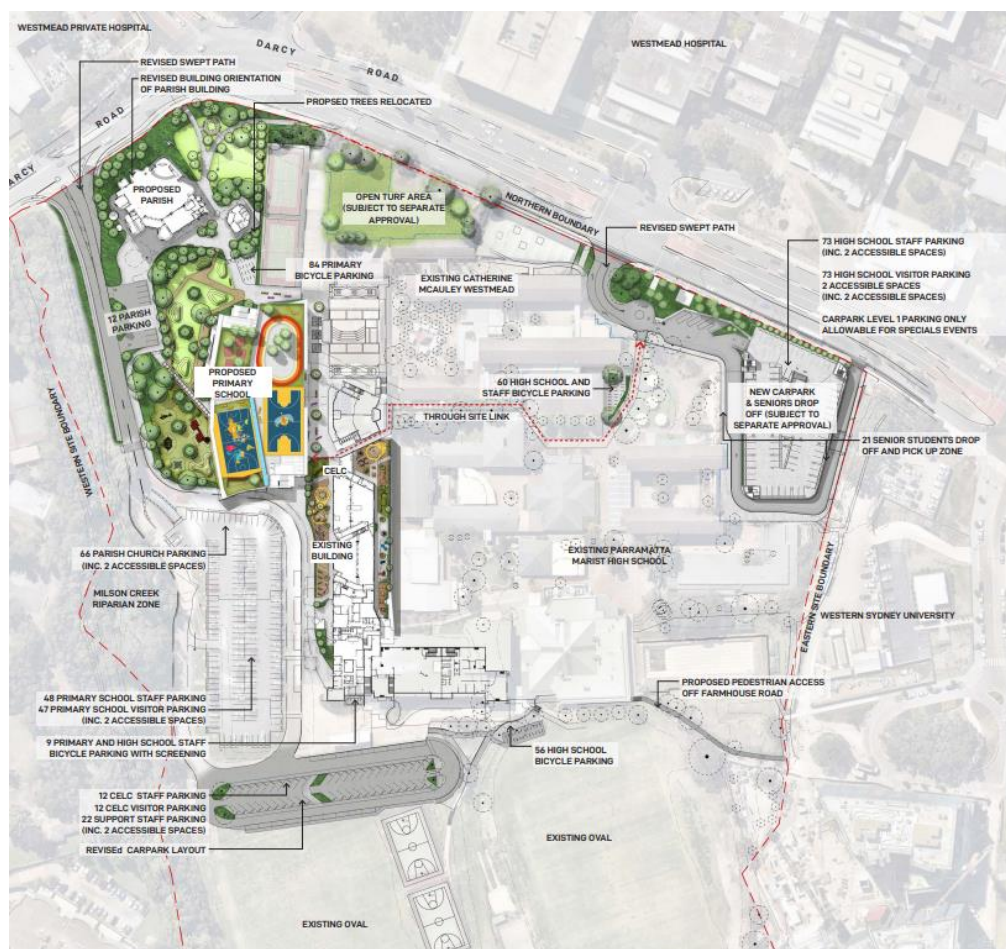 WESTMEAD PRIVATE HOSPITAL
WESTMEAD HOSPITAL
DARCY
ROAD
REVISED SWEPT PATH
REVISED BUILDING ORIENTATION
OF PARISH BUILDING
PROPSED TREES RELOCATED
DARCY
ROAD
PROPOSED
PARISH
OPEN TURF AREA
(SUBJECT TO SEPARATE
APPROVAL)
NORTHERN BOUNDARY
REVISED SWEPT PATH
73 HIGH SCHOOL STAFF PARKING
(INC. 2 ACCESSIBLE SPACES)
73 HIGH SCHOOL VISITOR PARKING
2 ACCESSIBLE SPACES
(INC. 2 ACCESSIBLE SPACES)
CARPARK LEVEL 1 PARKING ONLY
ALLOWABLE FOR SPECIALS EVENTS
84 PRIMARY
BICYCLE PARKING
EXISTING CATHERINE
MCAULEY WESTMEAD
12 PARISH
PARKING
PROPOSED
PRIMARY
SCHOOL
60 HIGH SCHOOL AND
STAFF BICYCLE PARKING
THROUGH SITE LINK
NEW CARPARK
& SENIORS DROP
OFF (SUBJECT TO
SEPARATE APPROVAL)
21 SENIOR STUDENTS DROP
OFF AND PICK UP ZONE
WESTERN SITE BOUNDARY
CELC
EXISTING
BUILDING
66 PARISH CHURCH PARKING
(INC. 2 ACCESSIBLE SPACES)
EXISTING PARRAMATTA
MARIST HIGH SCHOOL
MILSON CREEK
RIPARIAN ZONE
EASTERN SITE BOUNDARY
WESTERN SYDNEY UNIVERSITY
48 PRIMARY SCHOOL STAFF PARKING
47 PRIMARY SCHOOL VISITOR PARKING
(INC. 2 ACCESSIBLE SPACES)
PROPOSED PEDESTRIAN ACCESS
OFF FARMHOUSE ROAD
9 PRIMARY AND HIGH SCHOOL STAFF
BICYCLE PARKING WITH SCREENING
56 HIGH SCHOOL
BICYCLE PARKING
12 CELC STAFF PARKING
12 CELC VISITOR PARKING
22 SUPPORT STAFF PARKING
(INC. 2 ACCESSIBLE SPACES)
REVISEd CARPARK LAYOUT
EXISTING OVAL
EXISTING OVAL